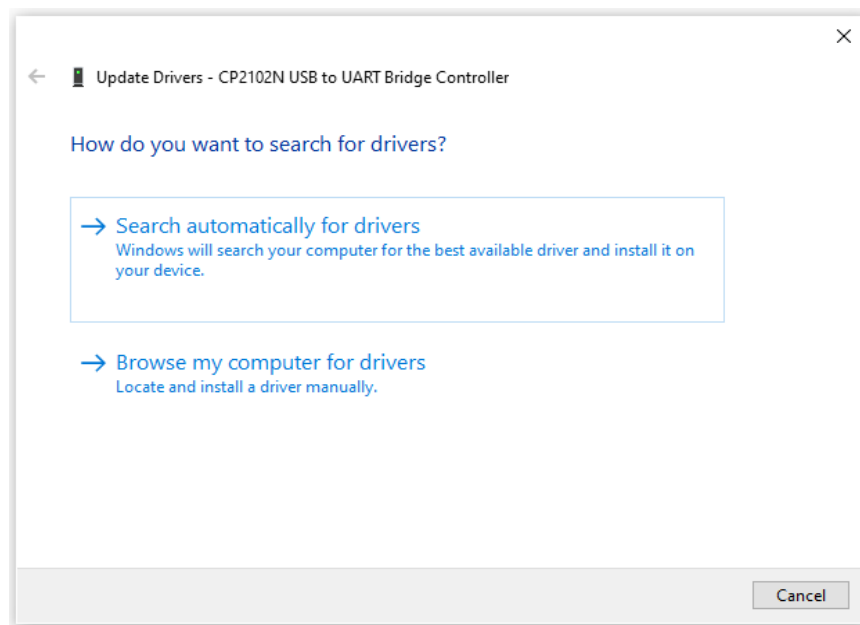 Update Drivers - CP2102N USB to UART Bridge Controller
How do you want to search for drivers?
Search automatically for drivers
Windows will search your computer for the best available driver and install it on
your device.
Browse my computer for drivers
Locate and install a driver manually.
Cancel